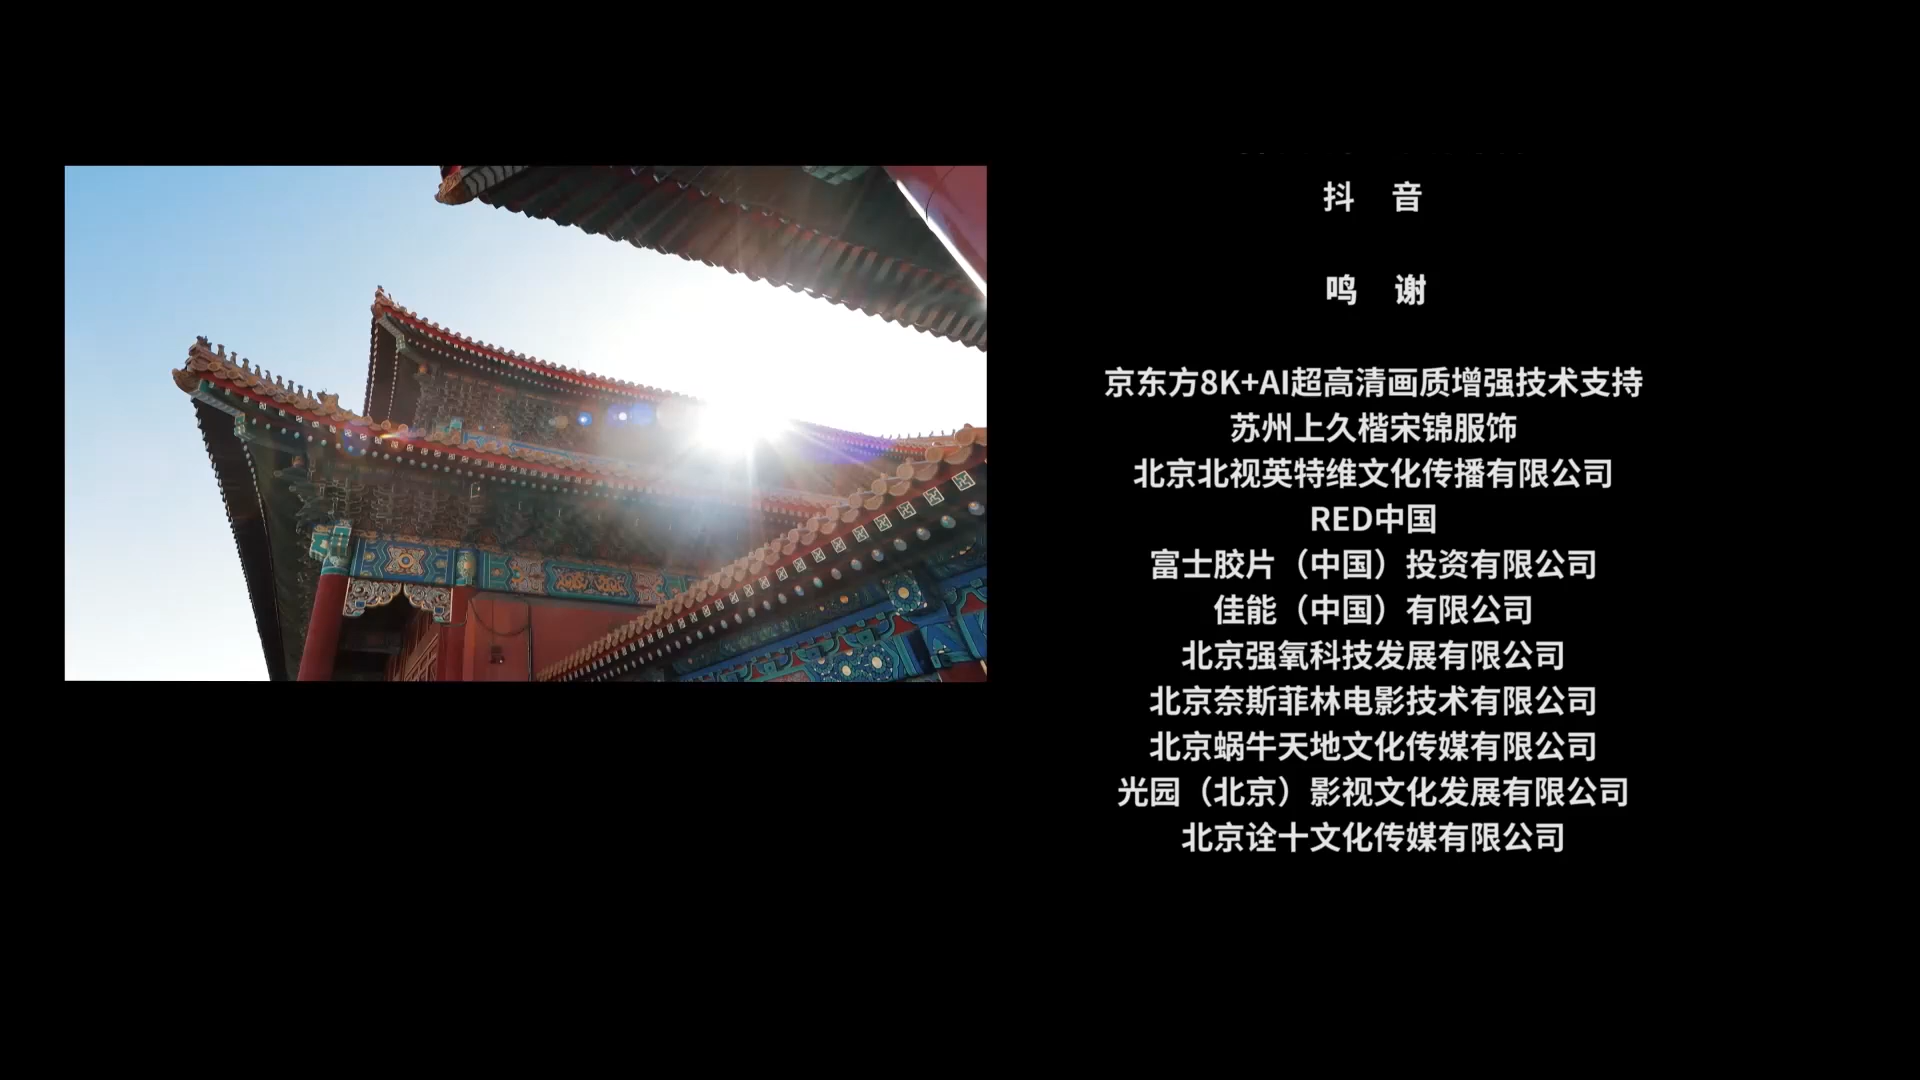 抖 音
鸣 谢
京东方8K+AI超高清画质增强技术支持
苏州上久楷宋锦服饰
北京北视英特维文化传播有限公司
RED中国
富士胶片（中国）投资有限公司
佳能（中国）有限公司
北京强氧科技发展有限公司
北京奈斯菲林电影技术有限公司
北京蜗牛天地文化传媒有限公司
光园（北京）影视文化发展有限公司
北京诠十文化传媒有限公司